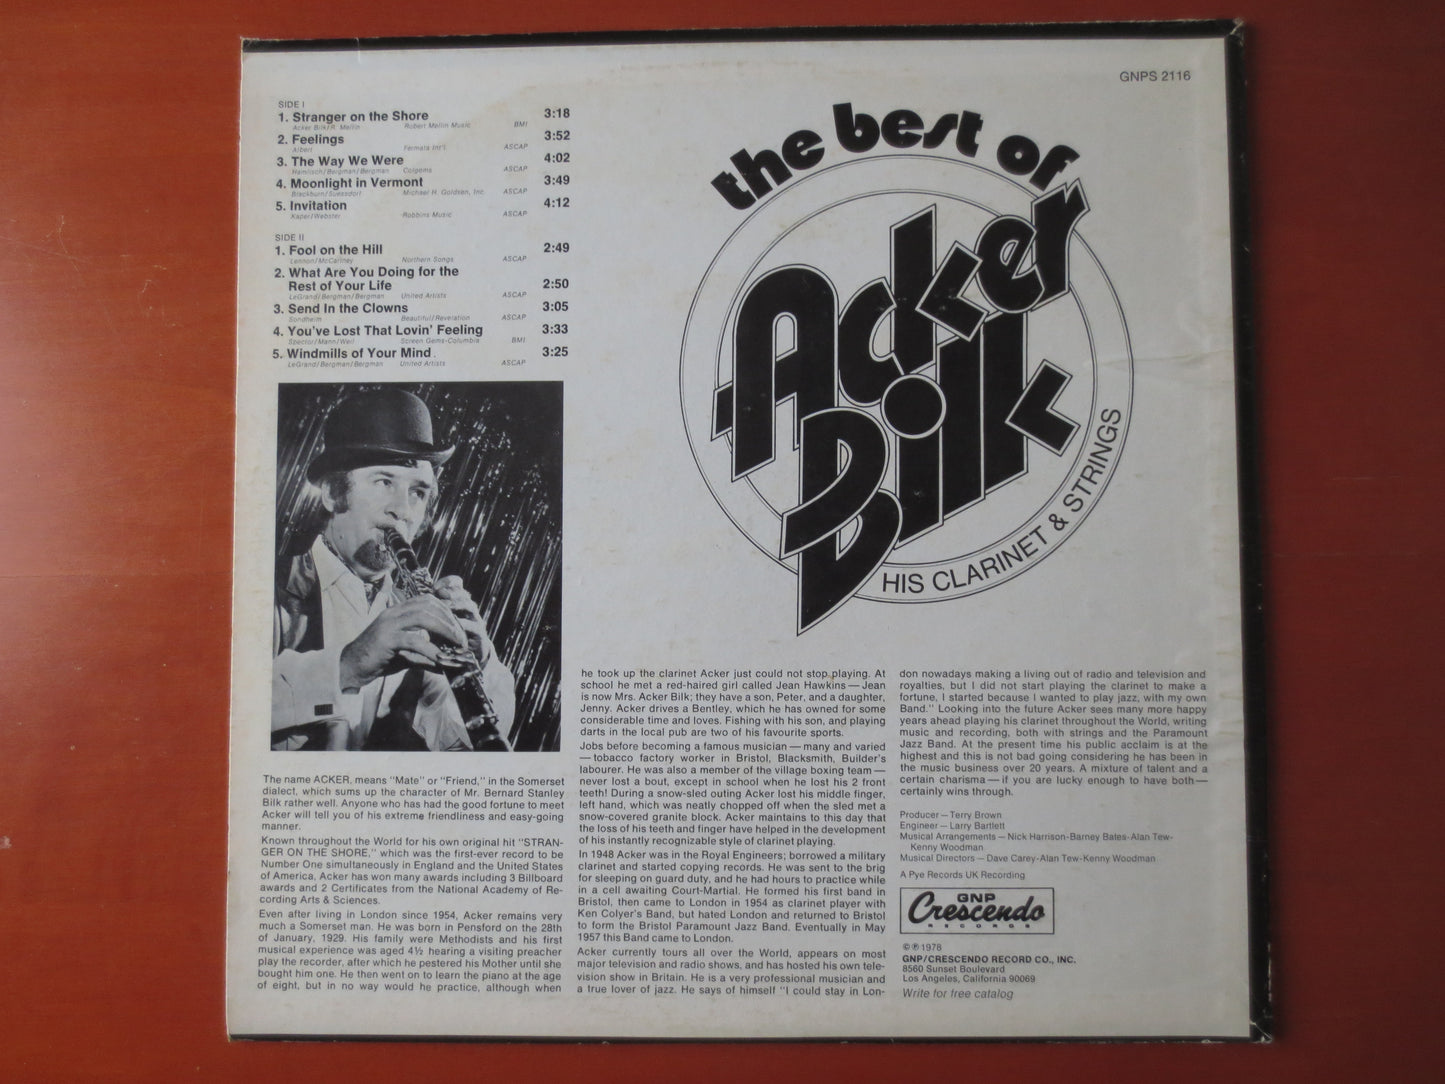 GNPS 2116
SIDE I
1. Stranger on the Shore 3:18
Acker Bilk/R. Mellin Robert Mellin Music BMI
2. Feelings 3:52
Albert Fermata Int'l. ASCAP
3. The Way We Were 4:02
Hamlisch/Bergman/Bergman Colgems ASCAP
4. Moonlight in Vermont 3:49
Blackburn/Suessdorf Michael H. Goldsen, Inc. ASCAP
5. Invitation 4:12
Kaper/Webster Robbins Music ASCAP
SIDE II
1. Fool on the Hill 2:49
Lennon/McCartney Northern Songs ASCAP
2. What Are You Doing for the
Rest of Your Life 2:50
LeGrand/Bergman/Bergman United Artists ASCAP
3. Send In the Clowns 3:05
Sondheim Beautiful/Revelation ASCAP
4. You've Lost That Lovin' Feeling 3:33
Spector/Mann/Weil Screen Gems-Columbia BMI
5. Windmills of Your Mind 3:25
LeGrand/Bergman/Bergman United Artists ASCAP
the best of
Acker
Bilk
HIS CLARINET & STRINGS
The name ACKER, means "Mate" or "Friend," in the Somerset
dialect, which sums up the character of Mr. Bernard Stanley
Bilk rather well. Anyone who has had the good fortune to meet
Acker will tell you of his extreme friendliness and easy-going
manner.
Known throughout the World for his own original hit "STRAN-
GER ON THE SHORE," which was the first-ever record to be
Number One simultaneously in England and the United States
of America, Acker has won many awards including 3 Billboard
awards and 2 Certificates from the National Academy of Re-
cording Arts & Sciences.
Even after living in London since 1954, Acker remains very
much a Somerset man. He was born in Pensford on the 28th
of January, 1929. His family were Methodists and his first
musical experience was aged 4½ hearing a visiting preacher
play the recorder, after which he pestered his Mother until she
bought him one. He then went on to learn the piano at the age
of eight, but in no way would he practice, although when
he took up the clarinet Acker just could not stop playing. At
school he met a red-haired girl called Jean Hawkins — Jean
is now Mrs. Acker Bilk; they have a son, Peter, and a daughter,
Jenny. Acker drives a Bentley, which he has owned for some
considerable time and loves. Fishing with his son, and playing
darts in the local pub are two of his favourite sports.
Jobs before becoming a famous musician — many and varied
— tobacco factory worker in Bristol, Blacksmith, Builder's
labourer. He was also a member of the village boxing team —
never lost a bout, except in school when he lost his 2 front
teeth! During a snow-sled outing Acker lost his middle finger,
left hand, which was neatly chopped off when the sled met a
snow-covered granite block. Acker maintains to this day that
the loss of his teeth and finger have helped in the development
of his instantly recognizable style of clarinet playing.
In 1948 Acker was in the Royal Engineers; borrowed a military
clarinet and started copying records. He was sent to the brig
for sleeping on guard duty, and he had hours to practice while
in a cell awaiting Court-Martial. He formed his first band in
Bristol, then came to London in 1954 as clarinet player with
Ken Colyer's Band, but hated London and returned to Bristol
to form the Bristol Paramount Jazz Band. Eventually in May
1957 this Band came to London.
Acker currently tours all over the World, appears on most
major television and radio shows, and has hosted his own tele-
vision show in Britain. He is a very professional musician and
a true lover of jazz. He says of himself "I could stay in Lon-
don nowadays making a living out of radio and television and
royalties, but I did not start playing the clarinet to make a
fortune, I started because I wanted to play jazz, with my own
Band." Looking into the future Acker sees many more happy
years ahead playing his clarinet throughout the World, writing
music and recording, both with strings and the Paramount
Jazz Band. At the present time his public acclaim is at the
highest and this is not bad going considering he has been in
the music business over 20 years. A mixture of talent and a
certain charisma — if you are lucky enough to have both —
certainly wins through.
Producer — Terry Brown
Engineer — Larry Bartlett
Musical Arrangements — Nick Harrison-Barney Bates-Alan Tew-
Kenny Woodman
Musical Directors — Dave Carey-Alan Tew-Kenny Woodman
A Pye Records UK Recording
GNP
Crescendo
RECORDS
© ℗ 1978
GNP/CRESCENDO RECORD CO., INC.
8560 Sunset Boulevard
Los Angeles, California 90069
Write for free catalog